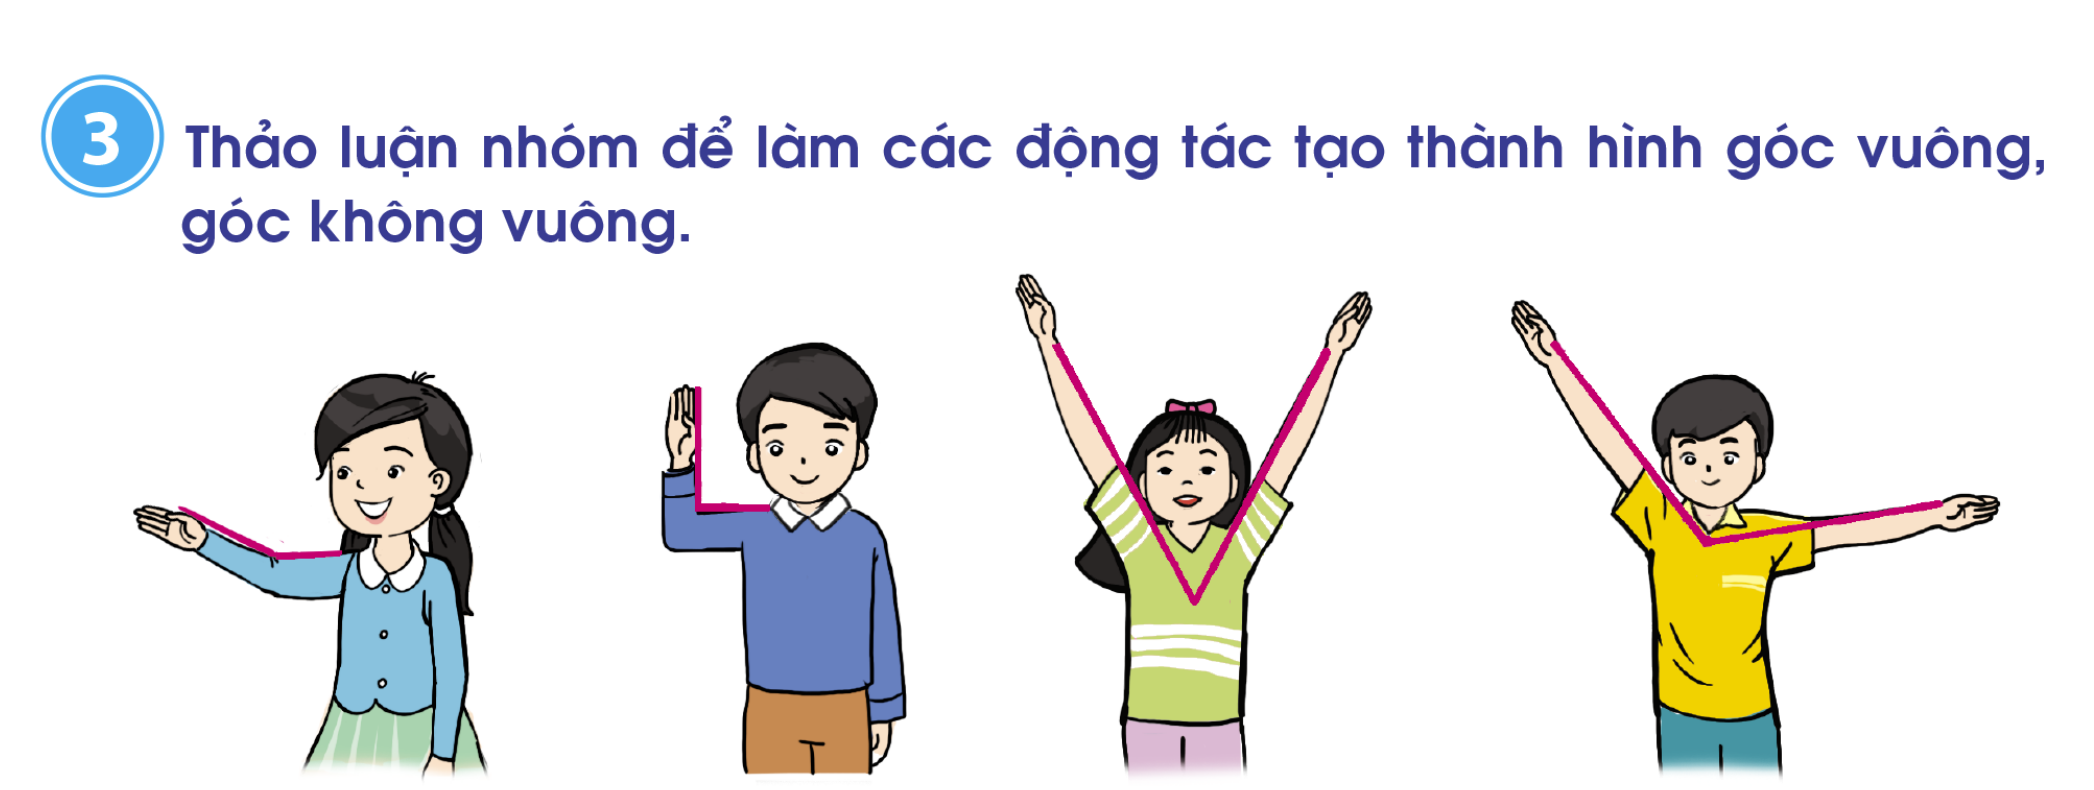 3 Thảo luận nhóm để làm các động tác tạo thành hình góc vuông,
góc không vuông.